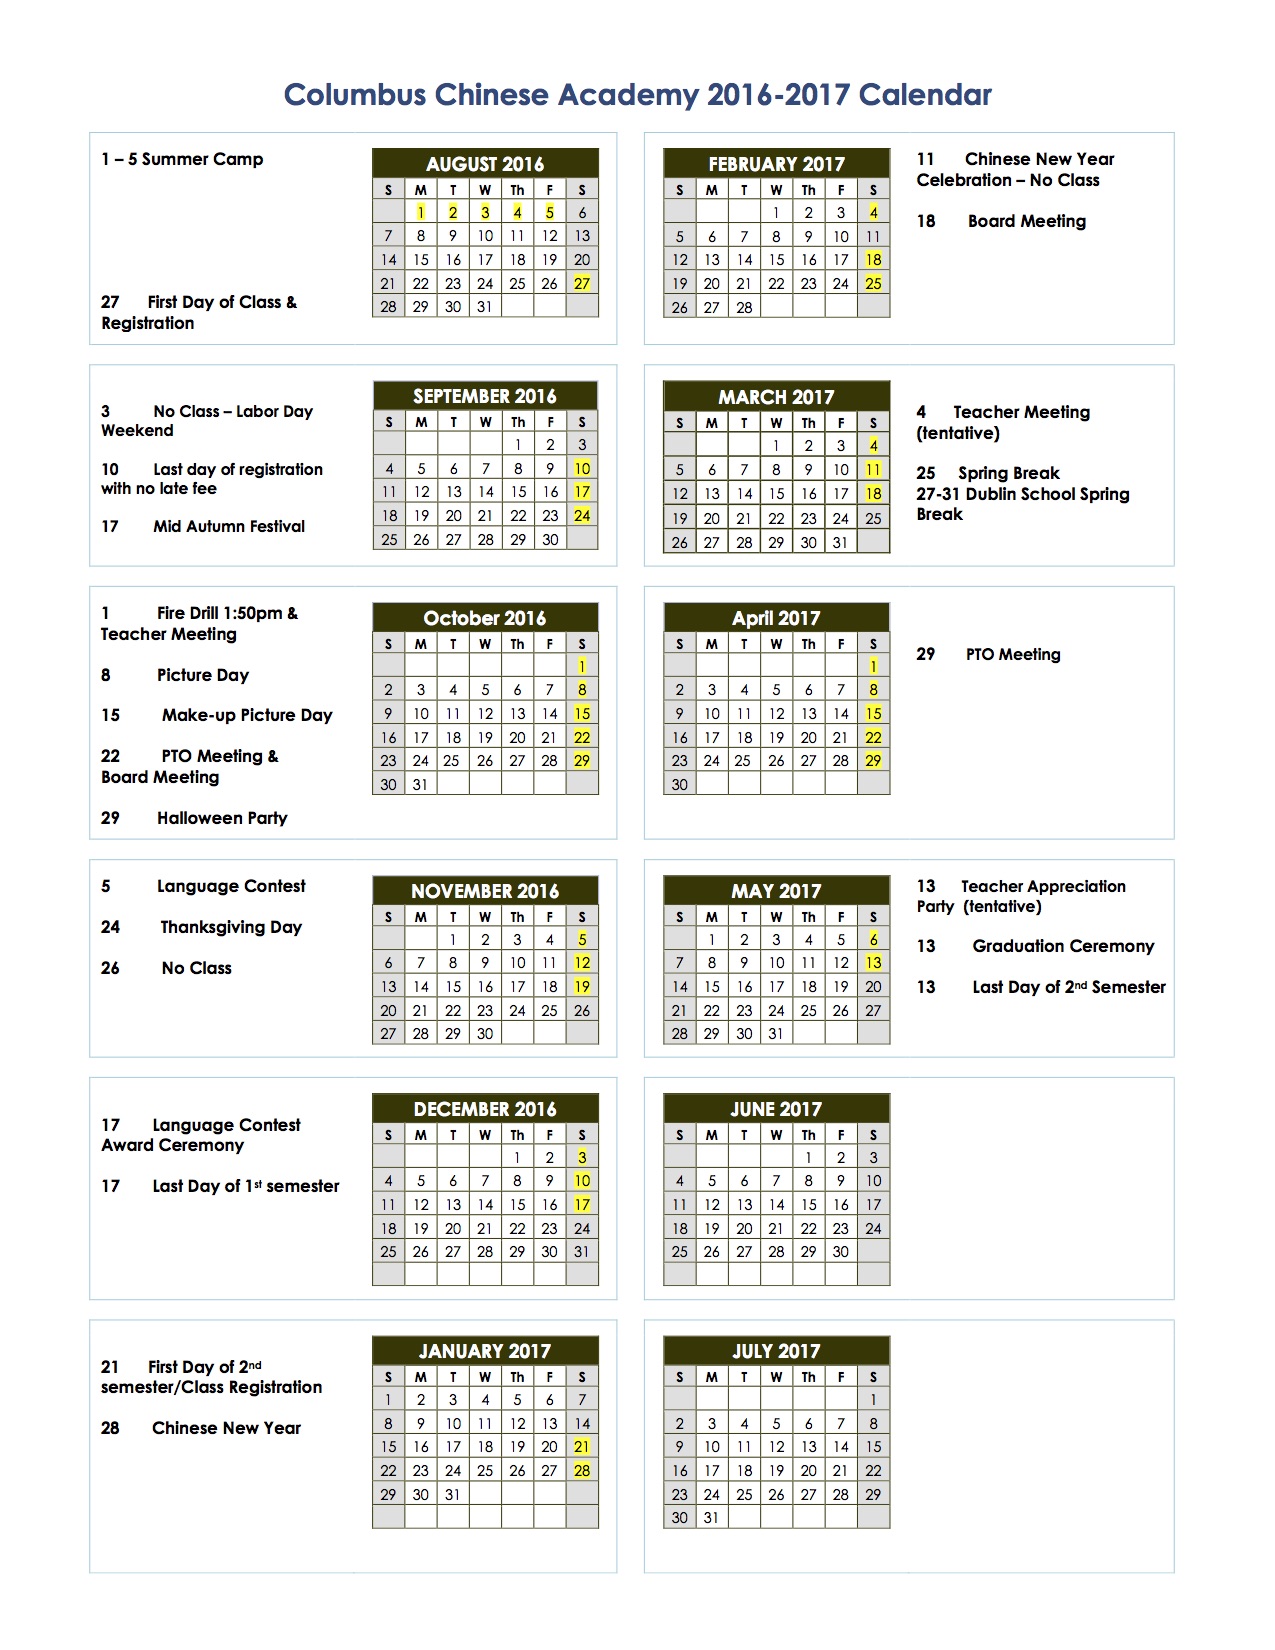 Columbus Chinese Academy 2016-2017 Calendar
1 – 5 Summer Camp
27 First Day of Class &
Registration
AUGUST 2016
S M T W Th F S
1 2 3 4 5 6
7 8 9 10 11 12 13
14 15 16 17 18 19 20
21 22 23 24 25 26 27
28 29 30 31
FEBRUARY 2017
S M T W Th F S
1 2 3 4
5 6 7 8 9 10 11
12 13 14 15 16 17 18
19 20 21 22 23 24 25
26 27 28
11 Chinese New Year
Celebration – No Class
18 Board Meeting
3 No Class – Labor Day
Weekend
10 Last day of registration
with no late fee
17 Mid Autumn Festival
SEPTEMBER 2016
S M T W Th F S
1 2 3
4 5 6 7 8 9 10
11 12 13 14 15 16 17
18 19 20 21 22 23 24
25 26 27 28 29 30
MARCH 2017
S M T W Th F S
1 2 3 4
5 6 7 8 9 10 11
12 13 14 15 16 17 18
19 20 21 22 23 24 25
26 27 28 29 30 31
4 Teacher Meeting
(tentative)
25 Spring Break
27-31 Dublin School Spring
Break
1 Fire Drill 1:50pm &
Teacher Meeting
8 Picture Day
15 Make-up Picture Day
22 PTO Meeting &
Board Meeting
29 Halloween Party
October 2016
S M T W Th F S
1
2 3 4 5 6 7 8
9 10 11 12 13 14 15
16 17 18 19 20 21 22
23 24 25 26 27 28 29
30 31
April 2017
S M T W Th F S
1
2 3 4 5 6 7 8
9 10 11 12 13 14 15
16 17 18 19 20 21 22
23 24 25 26 27 28 29
30
29 PTO Meeting
5 Language Contest
24 Thanksgiving Day
26 No Class
NOVEMBER 2016
S M T W Th F S
1 2 3 4 5
6 7 8 9 10 11 12
13 14 15 16 17 18 19
20 21 22 23 24 25 26
27 28 29 30
MAY 2017
S M T W Th F S
1 2 3 4 5 6
7 8 9 10 11 12 13
14 15 16 17 18 19 20
21 22 23 24 25 26 27
28 29 30 31
13 Teacher Appreciation
Party (tentative)
13 Graduation Ceremony
13 Last Day of 2nd Semester
17 Language Contest
Award Ceremony
17 Last Day of 1st semester
DECEMBER 2016
S M T W Th F S
1 2 3
4 5 6 7 8 9 10
11 12 13 14 15 16 17
18 19 20 21 22 23 24
25 26 27 28 29 30 31
JUNE 2017
S M T W Th F S
1 2 3
4 5 6 7 8 9 10
11 12 13 14 15 16 17
18 19 20 21 22 23 24
25 26 27 28 29 30
21 First Day of 2nd
semester/Class Registration
28 Chinese New Year
JANUARY 2017
S M T W Th F S
1 2 3 4 5 6 7
8 9 10 11 12 13 14
15 16 17 18 19 20 21
22 23 24 25 26 27 28
29 30 31
JULY 2017
S M T W Th F S
1
2 3 4 5 6 7 8
9 10 11 12 13 14 15
16 17 18 19 20 21 22
23 24 25 26 27 28 29
30 31